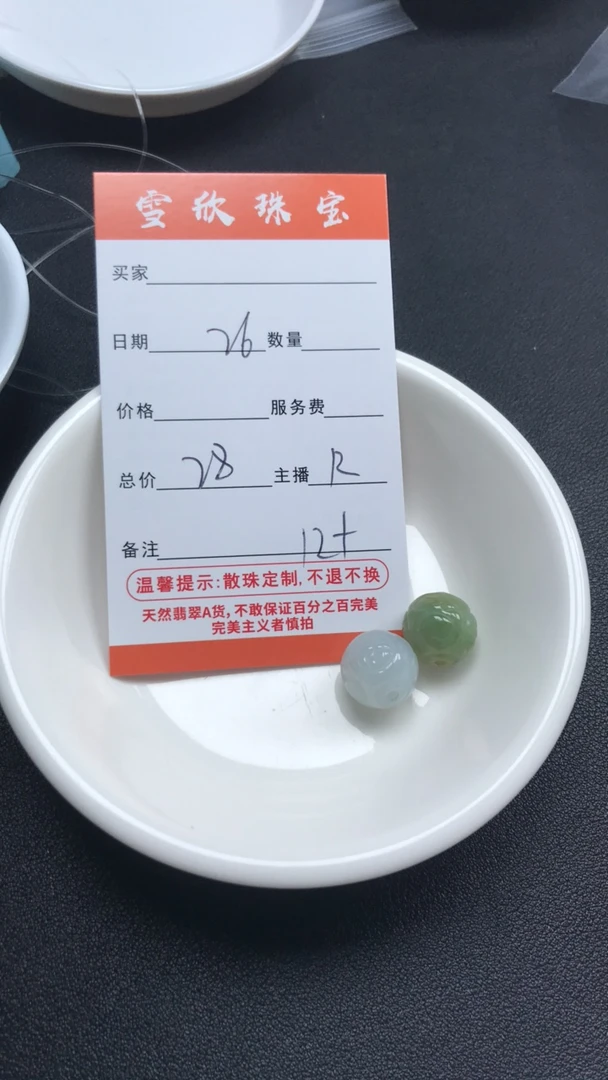 雪欣珠宝
买家
日期 26 数量
价格 服务费
总价 28 主播 R
备注 12+
温馨提示:散珠定制,不退不换
天然翡翠A货,不敢保证百分之百完美
完美主义者慎拍